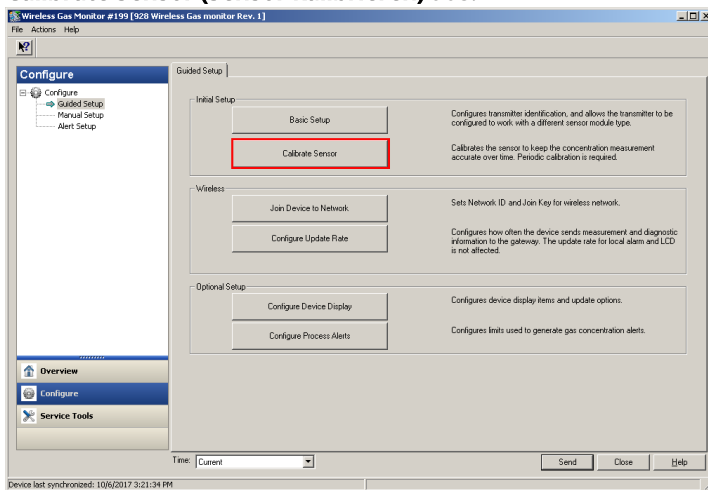 Wireless Gas Monitor #199 [928 Wireless Gas monitor Rev. 1]
File Actions Help
Configure
Guided Setup
Configure
Guided Setup
Manual Setup
Alert Setup
Initial Setup
Basic Setup
Configures transmitter identification, and allows the transmitter to be
configured to work with a different sensor module type.
Calibrate Sensor
Calibrates the sensor to keep the concentration measurement
accurate over time. Periodic calibration is required.
Wireless
Join Device to Network
Sets Network ID and Join Key for wireless network.
Configure Update Rate
Configures how often the device sends measurement and diagnostic
information to the gateway. The update rate for local alarm and LCD
is not affected.
Optional Setup
Configure Device Display
Configures device display items and update options.
Configure Process Alerts
Configures limits used to generate gas concentration alerts.
Overview
Configure
Service Tools
Time: Current
Send Close Help
Device last synchronized: 10/6/2017 3:21:34 PM